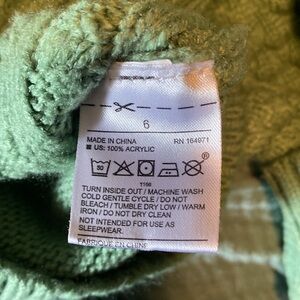 6
MADE IN CHINA RN 164971
■ US: 100% ACRYLIC
30
1166
TURN INSIDE OUT / MACHINE WASH
COLD GENTLE CYCLE / DO NOT
BLEACH / TUMBLE DRY LOW / WARM
IRON / DO NOT DRY CLEAN
NOT INTENDED FOR USE AS
SLEEPWEAR.
FABRIQUE EN CHINE